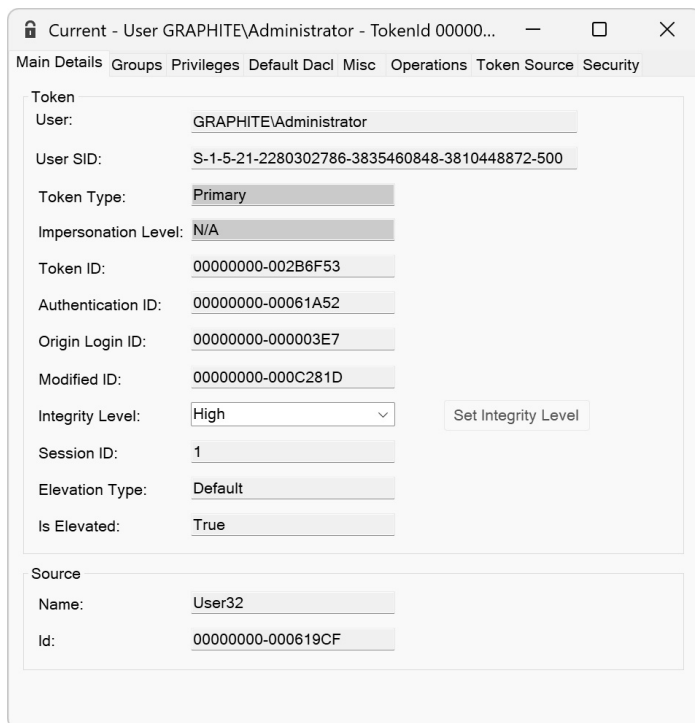 Current - User GRAPHITE\Administrator - TokenId 00000...
Main Details Groups Privileges Default Dacl Misc Operations Token Source Security
Token
User: GRAPHITE\Administrator
User SID: S-1-5-21-2280302786-3835460848-3810448872-500
Token Type: Primary
Impersonation Level: N/A
Token ID: 00000000-002B6F53
Authentication ID: 00000000-00061A52
Origin Login ID: 00000000-000003E7
Modified ID: 00000000-000C281D
Integrity Level: High Set Integrity Level
Session ID: 1
Elevation Type: Default
Is Elevated: True
Source
Name: User32
Id: 00000000-000619CF